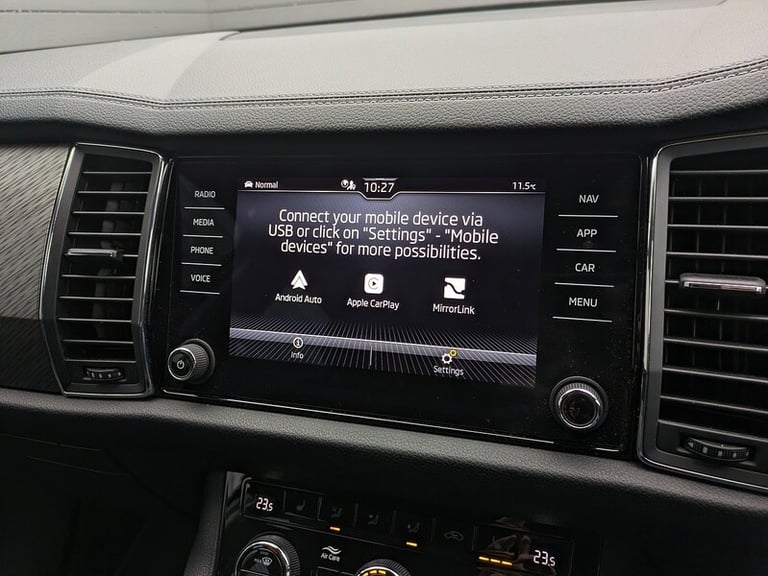 RADIO
MEDIA
PHONE
VOICE
Normal
10:27
11.5°C
Connect your mobile device via
USB or click on "Settings" - "Mobile
devices" for more possibilities.
Android Auto
Apple CarPlay
MirrorLink
Info
Settings
NAV
APP
CAR
MENU
23.5
Air Care
23.5